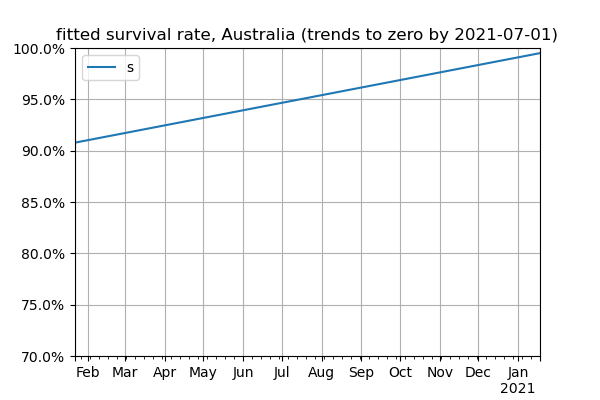 fitted survival rate, Australia (trends to zero by 2021-07-01)
100.0%
s
95.0%
90.0%
85.0%
80.0%
75.0%
70.0%
Feb Mar Apr May Jun Jul Aug Sep Oct Nov Dec Jan
2021